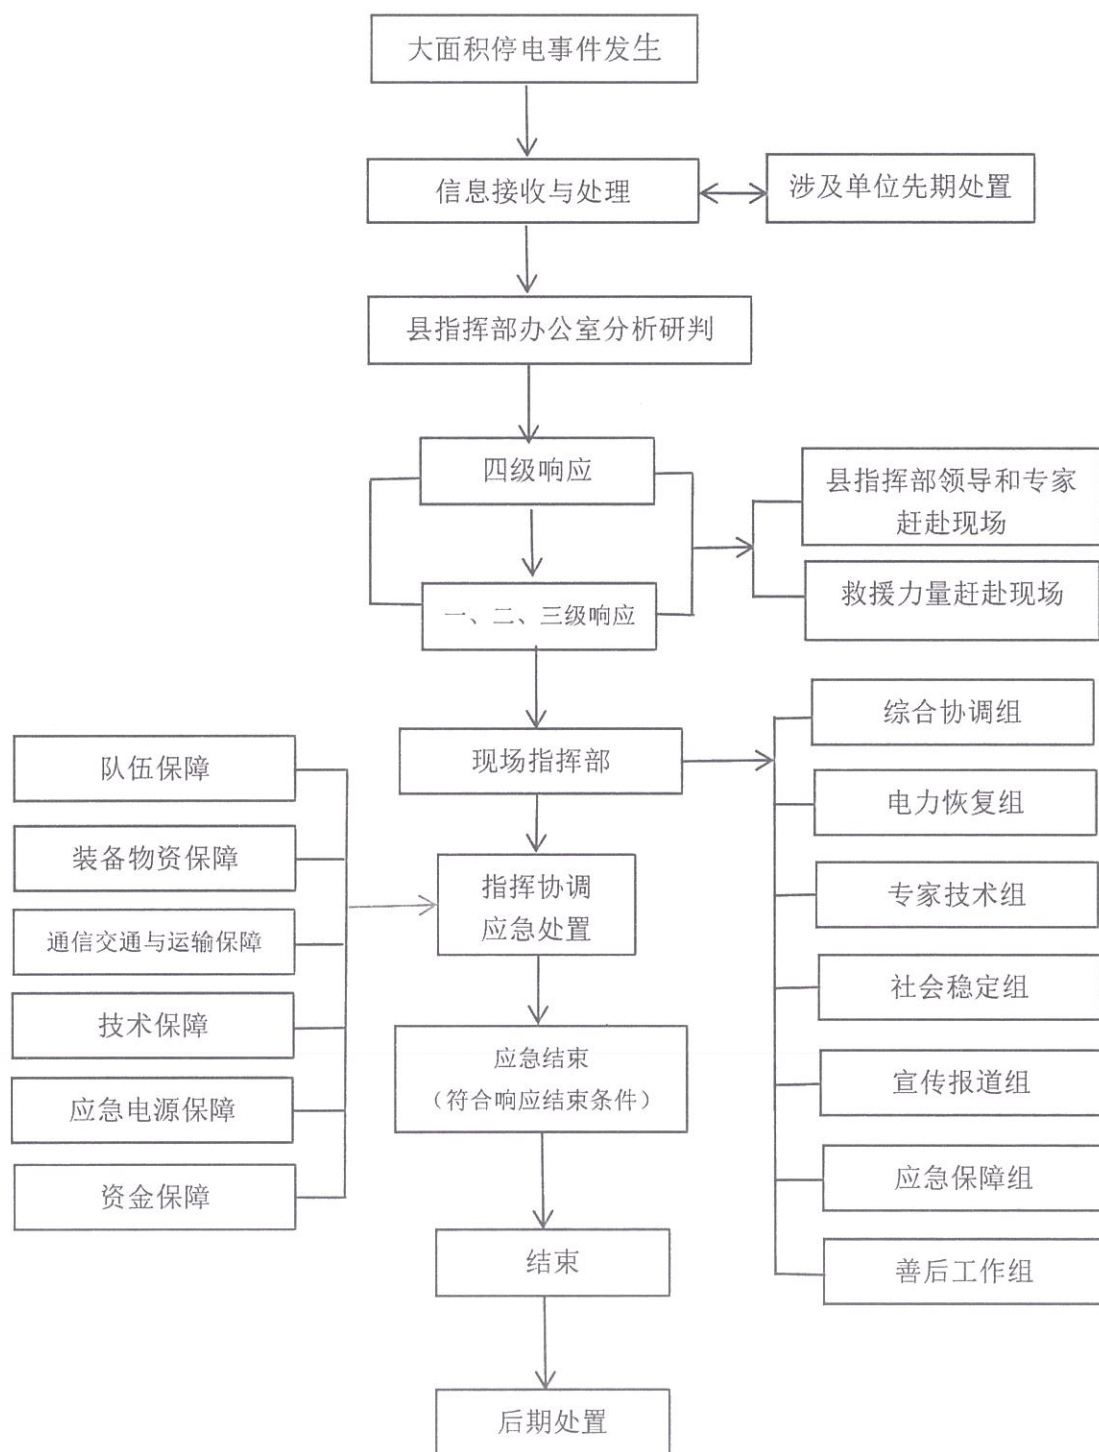 大面积停电事件发生
信息接收与处理
涉及单位先期处置
县指挥部办公室分析研判
四级响应
县指挥部领导和专家
赶赴现场
一、二、三级响应
救援力量赶赴现场
现场指挥部
综合协调组
电力恢复组
专家技术组
社会稳定组
宣传报道组
应急保障组
善后工作组
队伍保障
装备物资保障
通信交通与运输保障
技术保障
应急电源保障
资金保障
指挥协调
应急处置
应急结束
（符合响应结束条件）
结束
后期处置